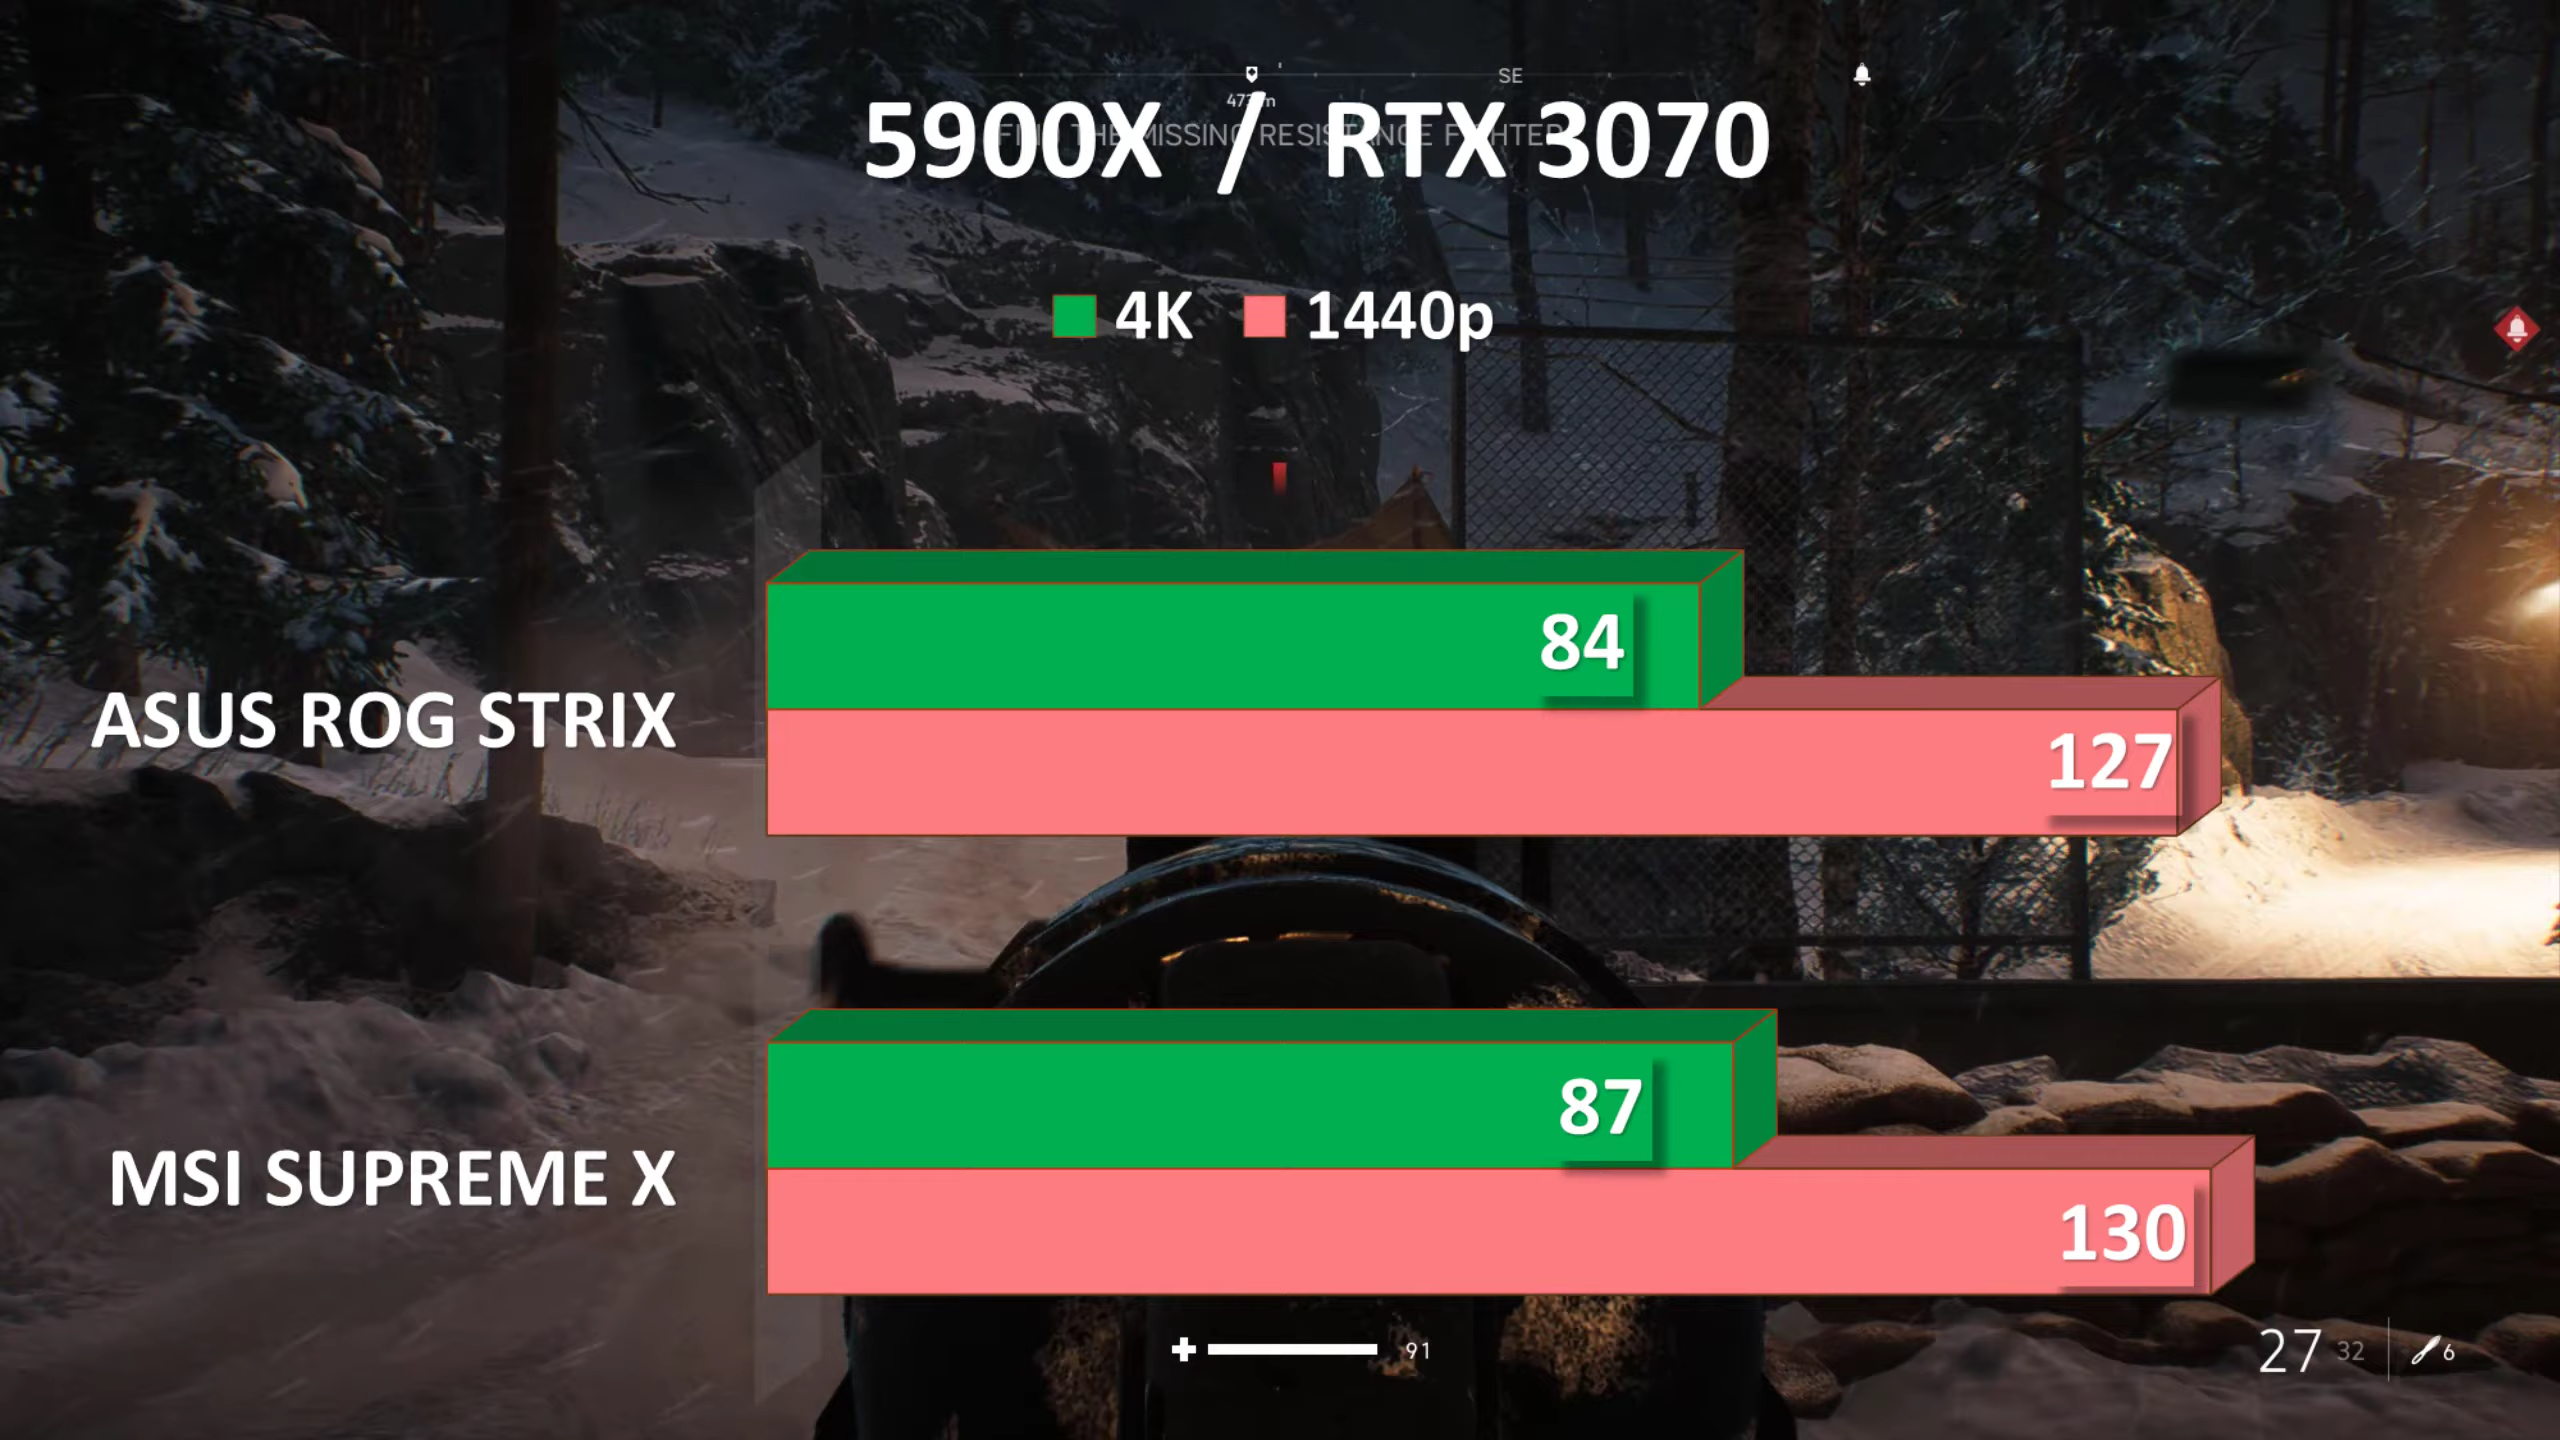 SE
5900X / RTX 3070
4K 1440p
84
ASUS ROG STRIX
127
87
MSI SUPREME X
130
91
27 32 6